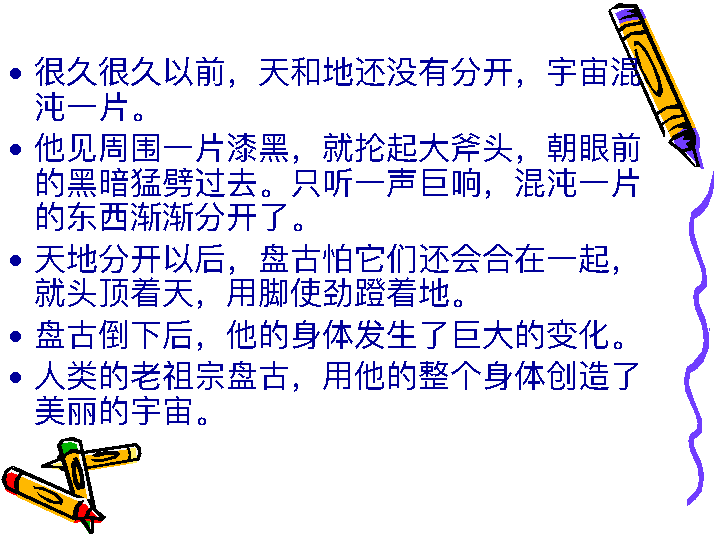 • 很久很久以前，天和地还没有分开，宇宙混
沌一片。
• 他见周围一片漆黑，就抡起大斧头，朝眼前
的黑暗猛劈过去。只听一声巨响，混沌一片
的东西渐渐分开了。
• 天地分开以后，盘古怕它们还会合在一起，
就头顶着天，用脚使劲蹬着地。
• 盘古倒下后，他的身体发生了巨大的变化。
• 人类的老祖宗盘古，用他的整个身体创造了
美丽的宇宙。